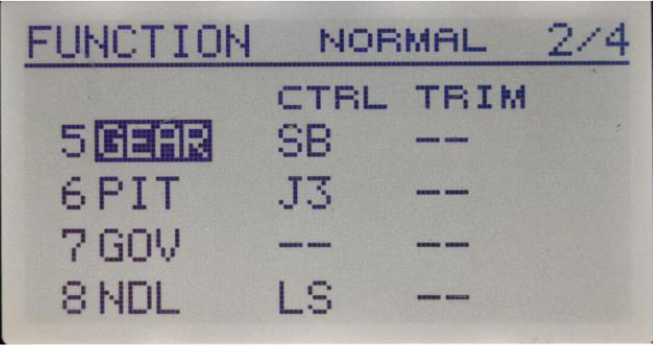 FUNCTION NORMAL 2/4
CTRL TRIM
5 GEAR SB --
6 PIT J3 --
7 GOV -- --
8 NDL LS --